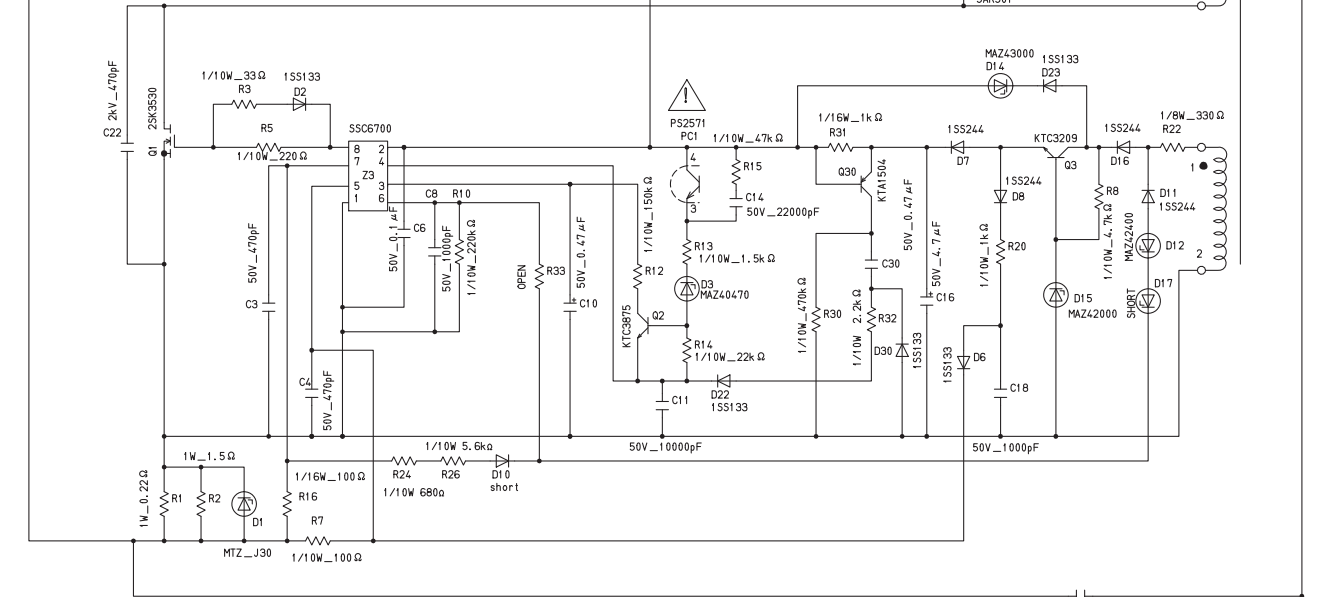 MAZ43000
D14
1SS133
D23
2kV_470pF
C22
2SK3530
Q1
1/10W_33Ω
R3
1SS133
D2
R5
1/10W_220Ω
SSC6700
8
7
5
1
Z3
2
4
3
6
PS2571
PC1
4
3
1/10W_47kΩ
R15
C14
50V_22000pF
1/16W_1kΩ
R31
Q30
KTA1504
1SS244
D7
KTC3209
Q3
1SS244
D16
1/8W_330Ω
R22
1
2
1SS244
D8
R8
1/10W_4.7kΩ
D11
1SS244
MAZ42400
D12
D17
SHORT
50V_470pF
C3
C4
50V_470pF
50V_0.1μF
C6
C8
50V_1000pF
R10
1/10W_220kΩ
OPEN
R33
50V_0.47μF
C10
1/10W_150kΩ
R12
KTC3875
Q2
R13
1/10W_1.5kΩ
D3
MAZ40470
R14
1/10W_22kΩ
D22
1SS133
C11
50V_10000pF
1/10W_470kΩ
R30
50V_0.47μF
C30
1/10W 2.2kΩ
R32
D30
1SS133
50V_4.7μF
C16
1/10W_1kΩ
R20
1SS133
D6
C18
50V_1000pF
D15
MAZ42000
1W_0.22Ω
R1
1W_1.5Ω
R2
D1
MTZ_J30
1/16W_100Ω
R16
R7
1/10W_100Ω
R24
1/10W 680Ω
1/10W 5.6kΩ
R26
D10
short